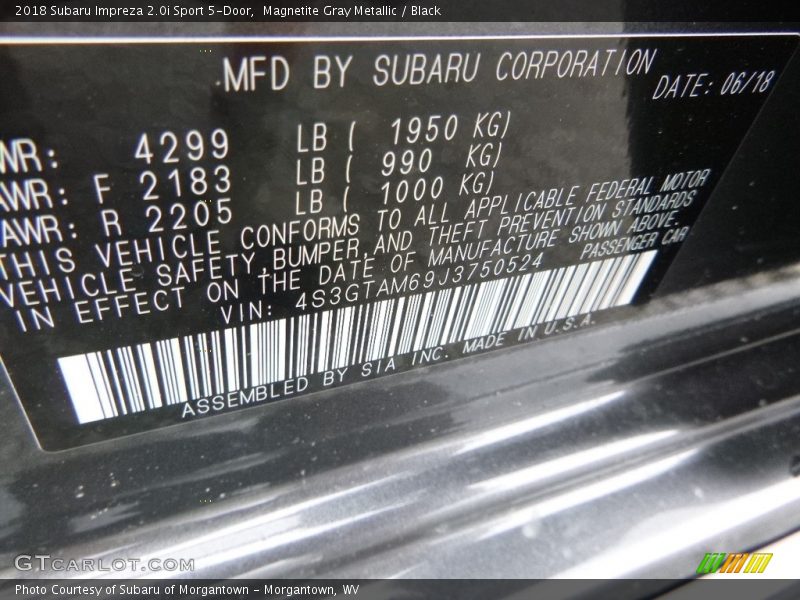 2018 Subaru Impreza 2.0i Sport 5-Door,  Magnetite Gray Metallic / Black
MFD BY SUBARU CORPORATION
DATE: 06/18
WR: 4299 LB ( 1950 KG)
AWR: F 2183 LB ( 990 KG)
AWR: R 2205 LB ( 1000 KG)
THIS VEHICLE CONFORMS TO ALL APPLICABLE FEDERAL MOTOR
VEHICLE SAFETY, BUMPER, AND THEFT PREVENTION STANDARDS
IN EFFECT ON THE DATE OF MANUFACTURE SHOWN ABOVE.
VIN: 4S3GTAM69J3750524 PASSENGER CAR
ASSEMBLED BY SIA INC. MADE IN U.S.A.
GTCARLOT.COM
Photo Courtesy of Subaru of Morgantown - Morgantown, WV